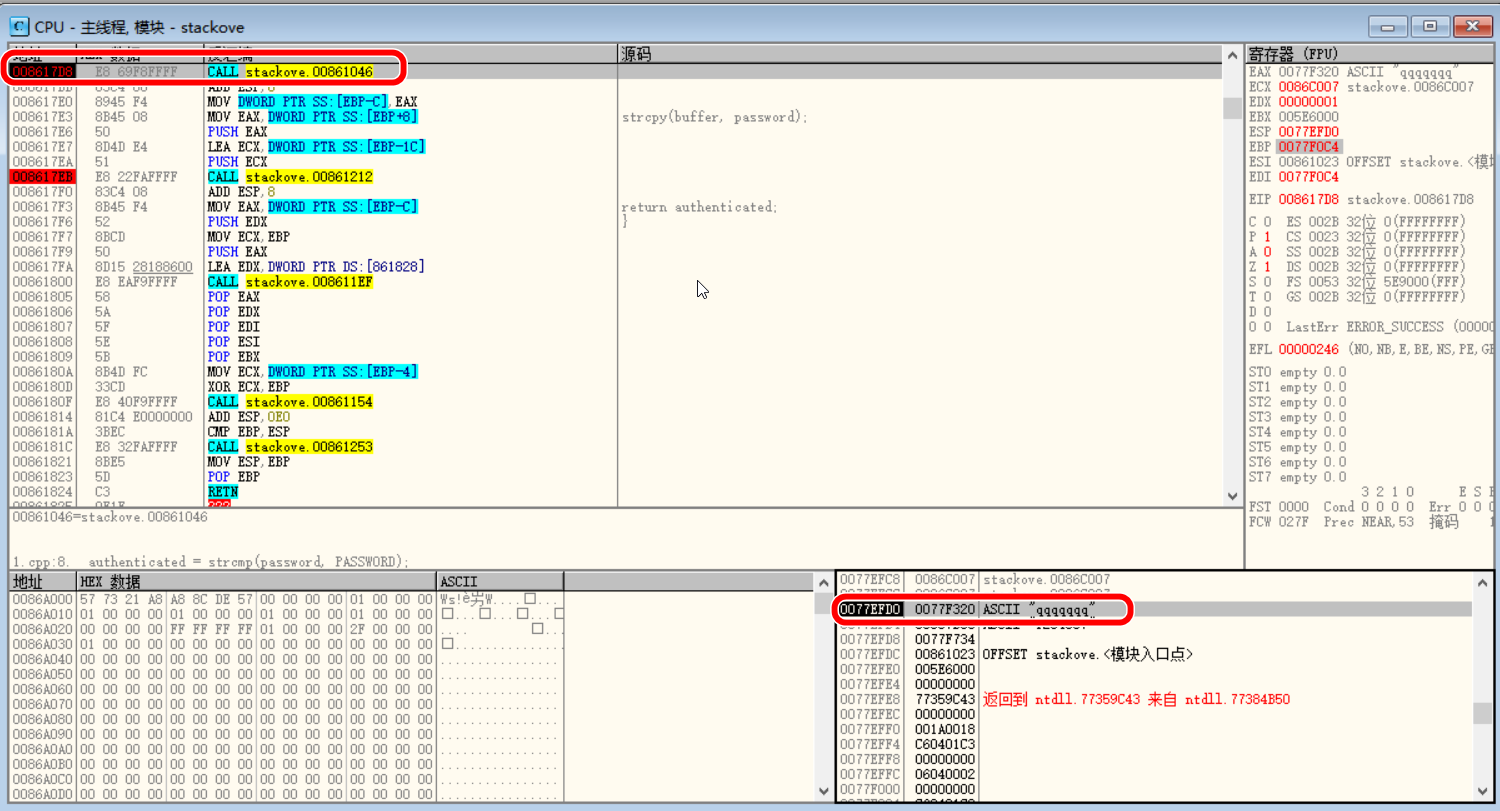 CPU - 主线程, 模块 - stackove
源码
008617D8 E8 69F8FFFF CALL stackove.00861046
ADD ESP,8
008617E0 8945 F4 MOV DWORD PTR SS:[EBP-C],EAX
008617E3 8B45 08 MOV EAX,DWORD PTR SS:[EBP+8] strcpy(buffer, password);
008617E6 50 PUSH EAX
008617E7 8D4D E4 LEA ECX,DWORD PTR SS:[EBP-1C]
008617EA 51 PUSH ECX
008617EB E8 22FAFFFF CALL stackove.00861212
008617F0 83C4 08 ADD ESP,8
008617F3 8B45 F4 MOV EAX,DWORD PTR SS:[EBP-C] return authenticated;
008617F6 52 PUSH EDX }
008617F7 8BCD MOV ECX,EBP
008617F9 50 PUSH EAX
008617FA 8D15 28188600 LEA EDX,DWORD PTR DS:[861828]
00861800 E8 EAF9FFFF CALL stackove.008611EF
00861805 58 POP EAX
00861806 5A POP EDX
00861807 5F POP EDI
00861808 5E POP ESI
00861809 5B POP EBX
0086180A 8B4D FC MOV ECX,DWORD PTR SS:[EBP-4]
0086180D 33CD XOR ECX,EBP
0086180F E8 40F9FFFF CALL stackove.00861154
00861814 81C4 E0000000 ADD ESP,0E0
0086181A 3BEC CMP EBP,ESP
0086181C E8 32FAFFFF CALL stackove.00861253
00861821 8BE5 MOV ESP,EBP
00861823 5D POP EBP
00861824 C3 RETN
00861046=stackove.00861046
1.cpp:8. authenticated = strcmp(password, PASSWORD);
寄存器 (FPU)
EAX 0077F320 ASCII "qqqqqqq"
ECX 0086C007 stackove.0086C007
EDX 00000001
EBX 005E6000
ESP 0077EFD0
EBP 0077F0C4
ESI 00861023 OFFSET stackove.<模块
EDI 0077F0C4
EIP 008617D8 stackove.008617D8
C 0 ES 002B 32位 0(FFFFFFFF)
P 1 CS 0023 32位 0(FFFFFFFF)
A 0 SS 002B 32位 0(FFFFFFFF)
Z 1 DS 002B 32位 0(FFFFFFFF)
S 0 FS 0053 32位 5E9000(FFF)
T 0 GS 002B 32位 0(FFFFFFFF)
D 0
O 0 LastErr ERROR_SUCCESS (00000
EFL 00000246 (NO,NB,E,BE,NS,PE,GE
ST0 empty 0.0
ST1 empty 0.0
ST2 empty 0.0
ST3 empty 0.0
ST4 empty 0.0
ST5 empty 0.0
ST6 empty 0.0
ST7 empty 0.0
3 2 1 0 E S
FST 0000 Cond 0 0 0 0 Err 0 0 0
FCW 027F Prec NEAR,53 掩码
地址 HEX 数据 ASCII
0086A000 57 73 21 A8 A8 8C DE 57 00 00 00 00 01 00 00 00
0086A010 01 00 00 00 01 00 00 00 01 00 00 00 01 00 00 00
0086A020 00 00 00 00 FF FF FF FF 01 00 00 00 2F 00 00 00
0086A030 01 00 00 00 00 00 00 00 00 00 00 00 00 00 00 00
0086A040 00 00 00 00 00 00 00 00 00 00 00 00 00 00 00 00
0086A050 00 00 00 00 00 00 00 00 00 00 00 00 00 00 00 00
0086A060 00 00 00 00 00 00 00 00 00 00 00 00 00 00 00 00
0086A070 00 00 00 00 00 00 00 00 00 00 00 00 00 00 00 00
0086A080 00 00 00 00 00 00 00 00 00 00 00 00 00 00 00 00
0086A090 00 00 00 00 00 00 00 00 00 00 00 00 00 00 00 00
0086A0A0 00 00 00 00 00 00 00 00 00 00 00 00 00 00 00 00
0086A0B0 00 00 00 00 00 00 00 00 00 00 00 00 00 00 00 00
0086A0C0 00 00 00 00 00 00 00 00 00 00 00 00 00 00 00 00
0086A0D0 00 00 00 00 00 00 00 00 00 00 00 00 00 00 00 00
0077EFC8 0086C007 stackove.0086C007
0077EFD0 0077F320 ASCII "qqqqqqq"
0077EFD8 0077F734
0077EFDC 00861023 OFFSET stackove.<模块入口点>
0077EFE0 005E6000
0077EFE4 00000000
0077EFE8 77359C43 返回到 ntdll.77359C43 来自 ntdll.77384B50
0077EFEC 00000000
0077EFF0 001A0018
0077EFF4 C60401C3
0077EFF8 00000000
0077EFFC 06040002
0077F000 00000000